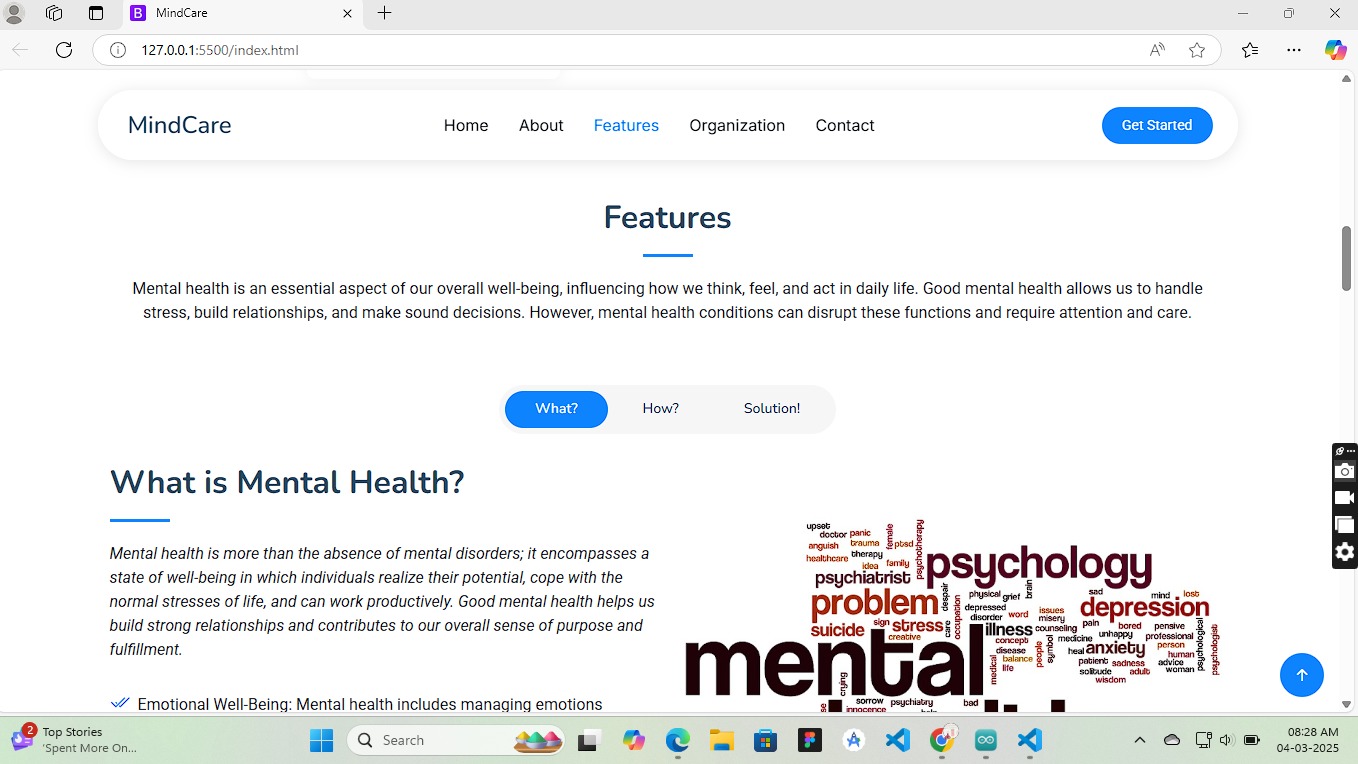 MindCare
127.0.0.1:5500/index.html
MindCare
Home About Features Organization Contact
Get Started
Features
Mental health is an essential aspect of our overall well-being, influencing how we think, feel, and act in daily life. Good mental health allows us to handle
stress, build relationships, and make sound decisions. However, mental health conditions can disrupt these functions and require attention and care.
What? How? Solution!
What is Mental Health?
Mental health is more than the absence of mental disorders; it encompasses a
state of well-being in which individuals realize their potential, cope with the
normal stresses of life, and can work productively. Good mental health helps us
build strong relationships and contributes to our overall sense of purpose and
fulfillment.
Emotional Well-Being: Mental health includes managing emotions
upset
doctor panic
female
psychotherapy
anguish trauma ptsd
healthcare therapy
idea family
psychology
psychiatrist
problem
despair
physical grief
brain
sad
mind lost
depressed
disorder word
issues
misery
depression
suicide
sign stress
creative
care
occupation
illness
counseling
pain bored pensive
concept
medicine unhappy professional
psychological
psychologist
mental
disease
balance
life
medical
people
symbol
heal anxiety person
human
patient sadness advice
solitude adult woman
wisdom
crying
sorrow psychiatry bad
innocence
2
Top Stories
'Spent More On...
Search
08:28 AM
04-03-2025